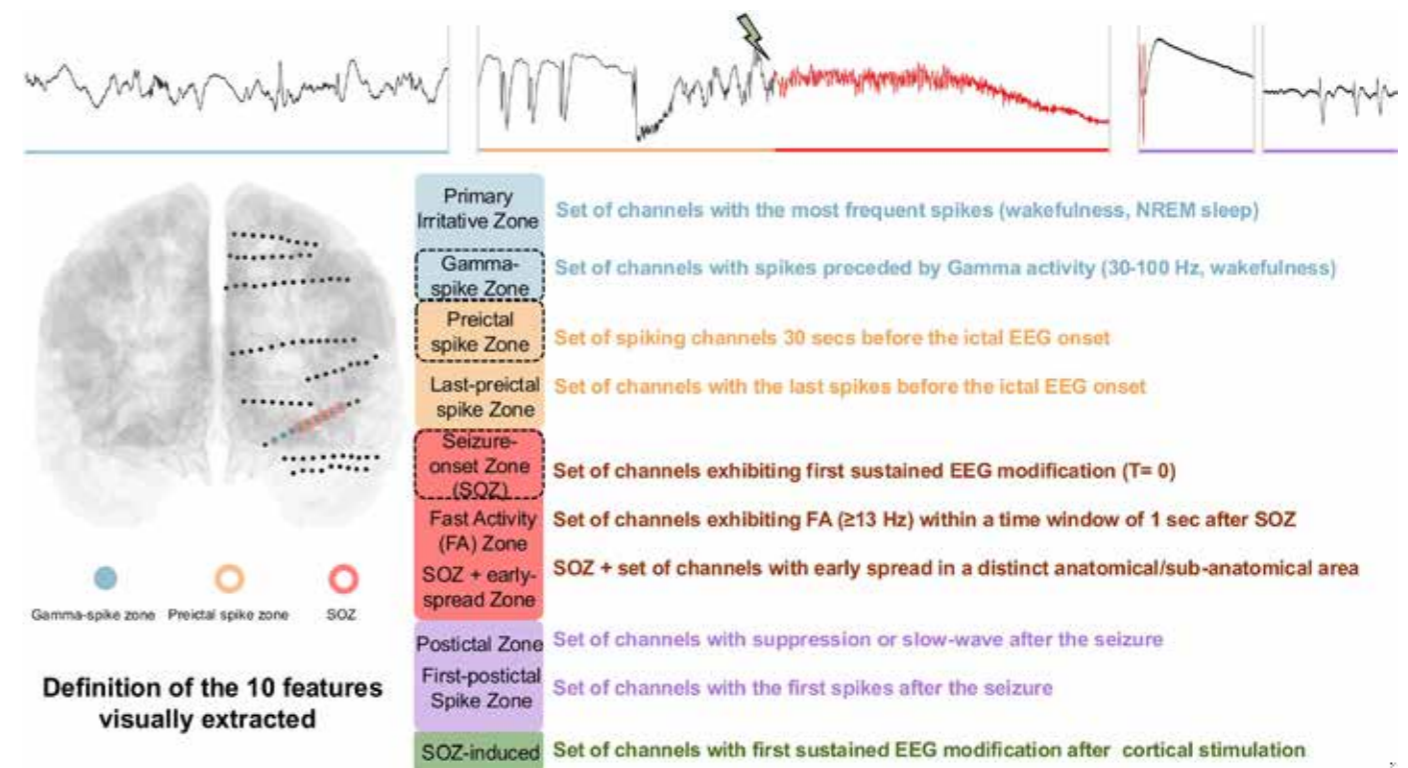 Primary
Irritative Zone
Set of channels with the most frequent spikes (wakefulness, NREM sleep)
Gamma-
spike Zone
Set of channels with spikes preceded by Gamma activity (30-100 Hz, wakefulness)
Preictal
spike Zone
Set of spiking channels 30 secs before the ictal EEG onset
Last-preictal
spike Zone
Set of channels with the last spikes before the ictal EEG onset
Seizure-
onset Zone
(SOZ)
Set of channels exhibiting first sustained EEG modification (T= 0)
Fast Activity
(FA) Zone
Set of channels exhibiting FA (≥13 Hz) within a time window of 1 sec after SOZ
SOZ + early-
spread Zone
SOZ + set of channels with early spread in a distinct anatomical/sub-anatomical area
Postictal Zone
Set of channels with suppression or slow-wave after the seizure
First-postictal
Spike Zone
Set of channels with the first spikes after the seizure
SOZ-induced
Set of channels with first sustained EEG modification after cortical stimulation
Gamma-spike zone
Preictal spike zone
SOZ
Definition of the 10 features
visually extracted